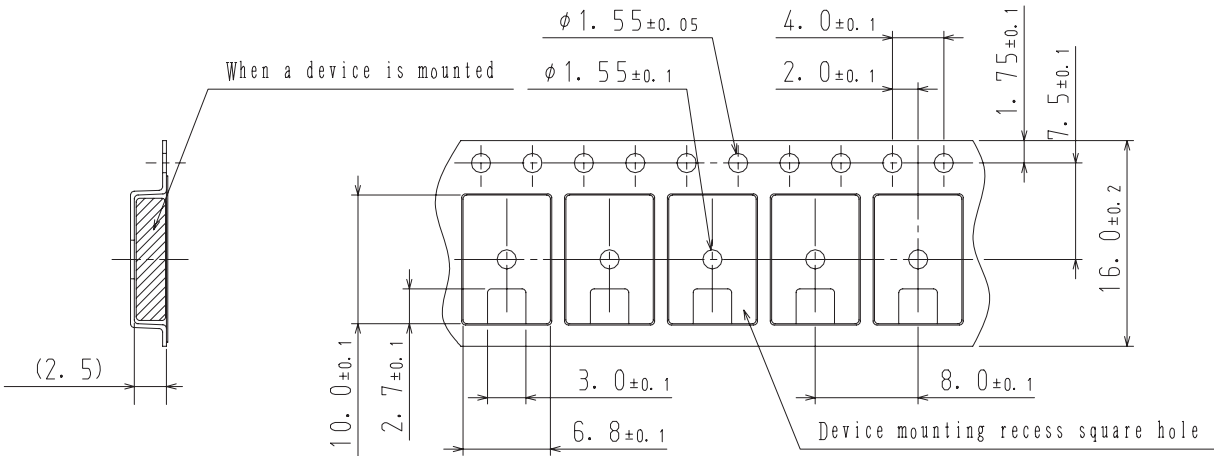 φ1.55±0.05
4.0±0.1
When a device is mounted
φ1.55±0.1
2.0±0.1
1.75±0.1
7.5±0.1
16.0±0.2
(2.5)
10.0±0.1
2.7±0.1
3.0±0.1
8.0±0.1
6.8±0.1
Device mounting recess square hole